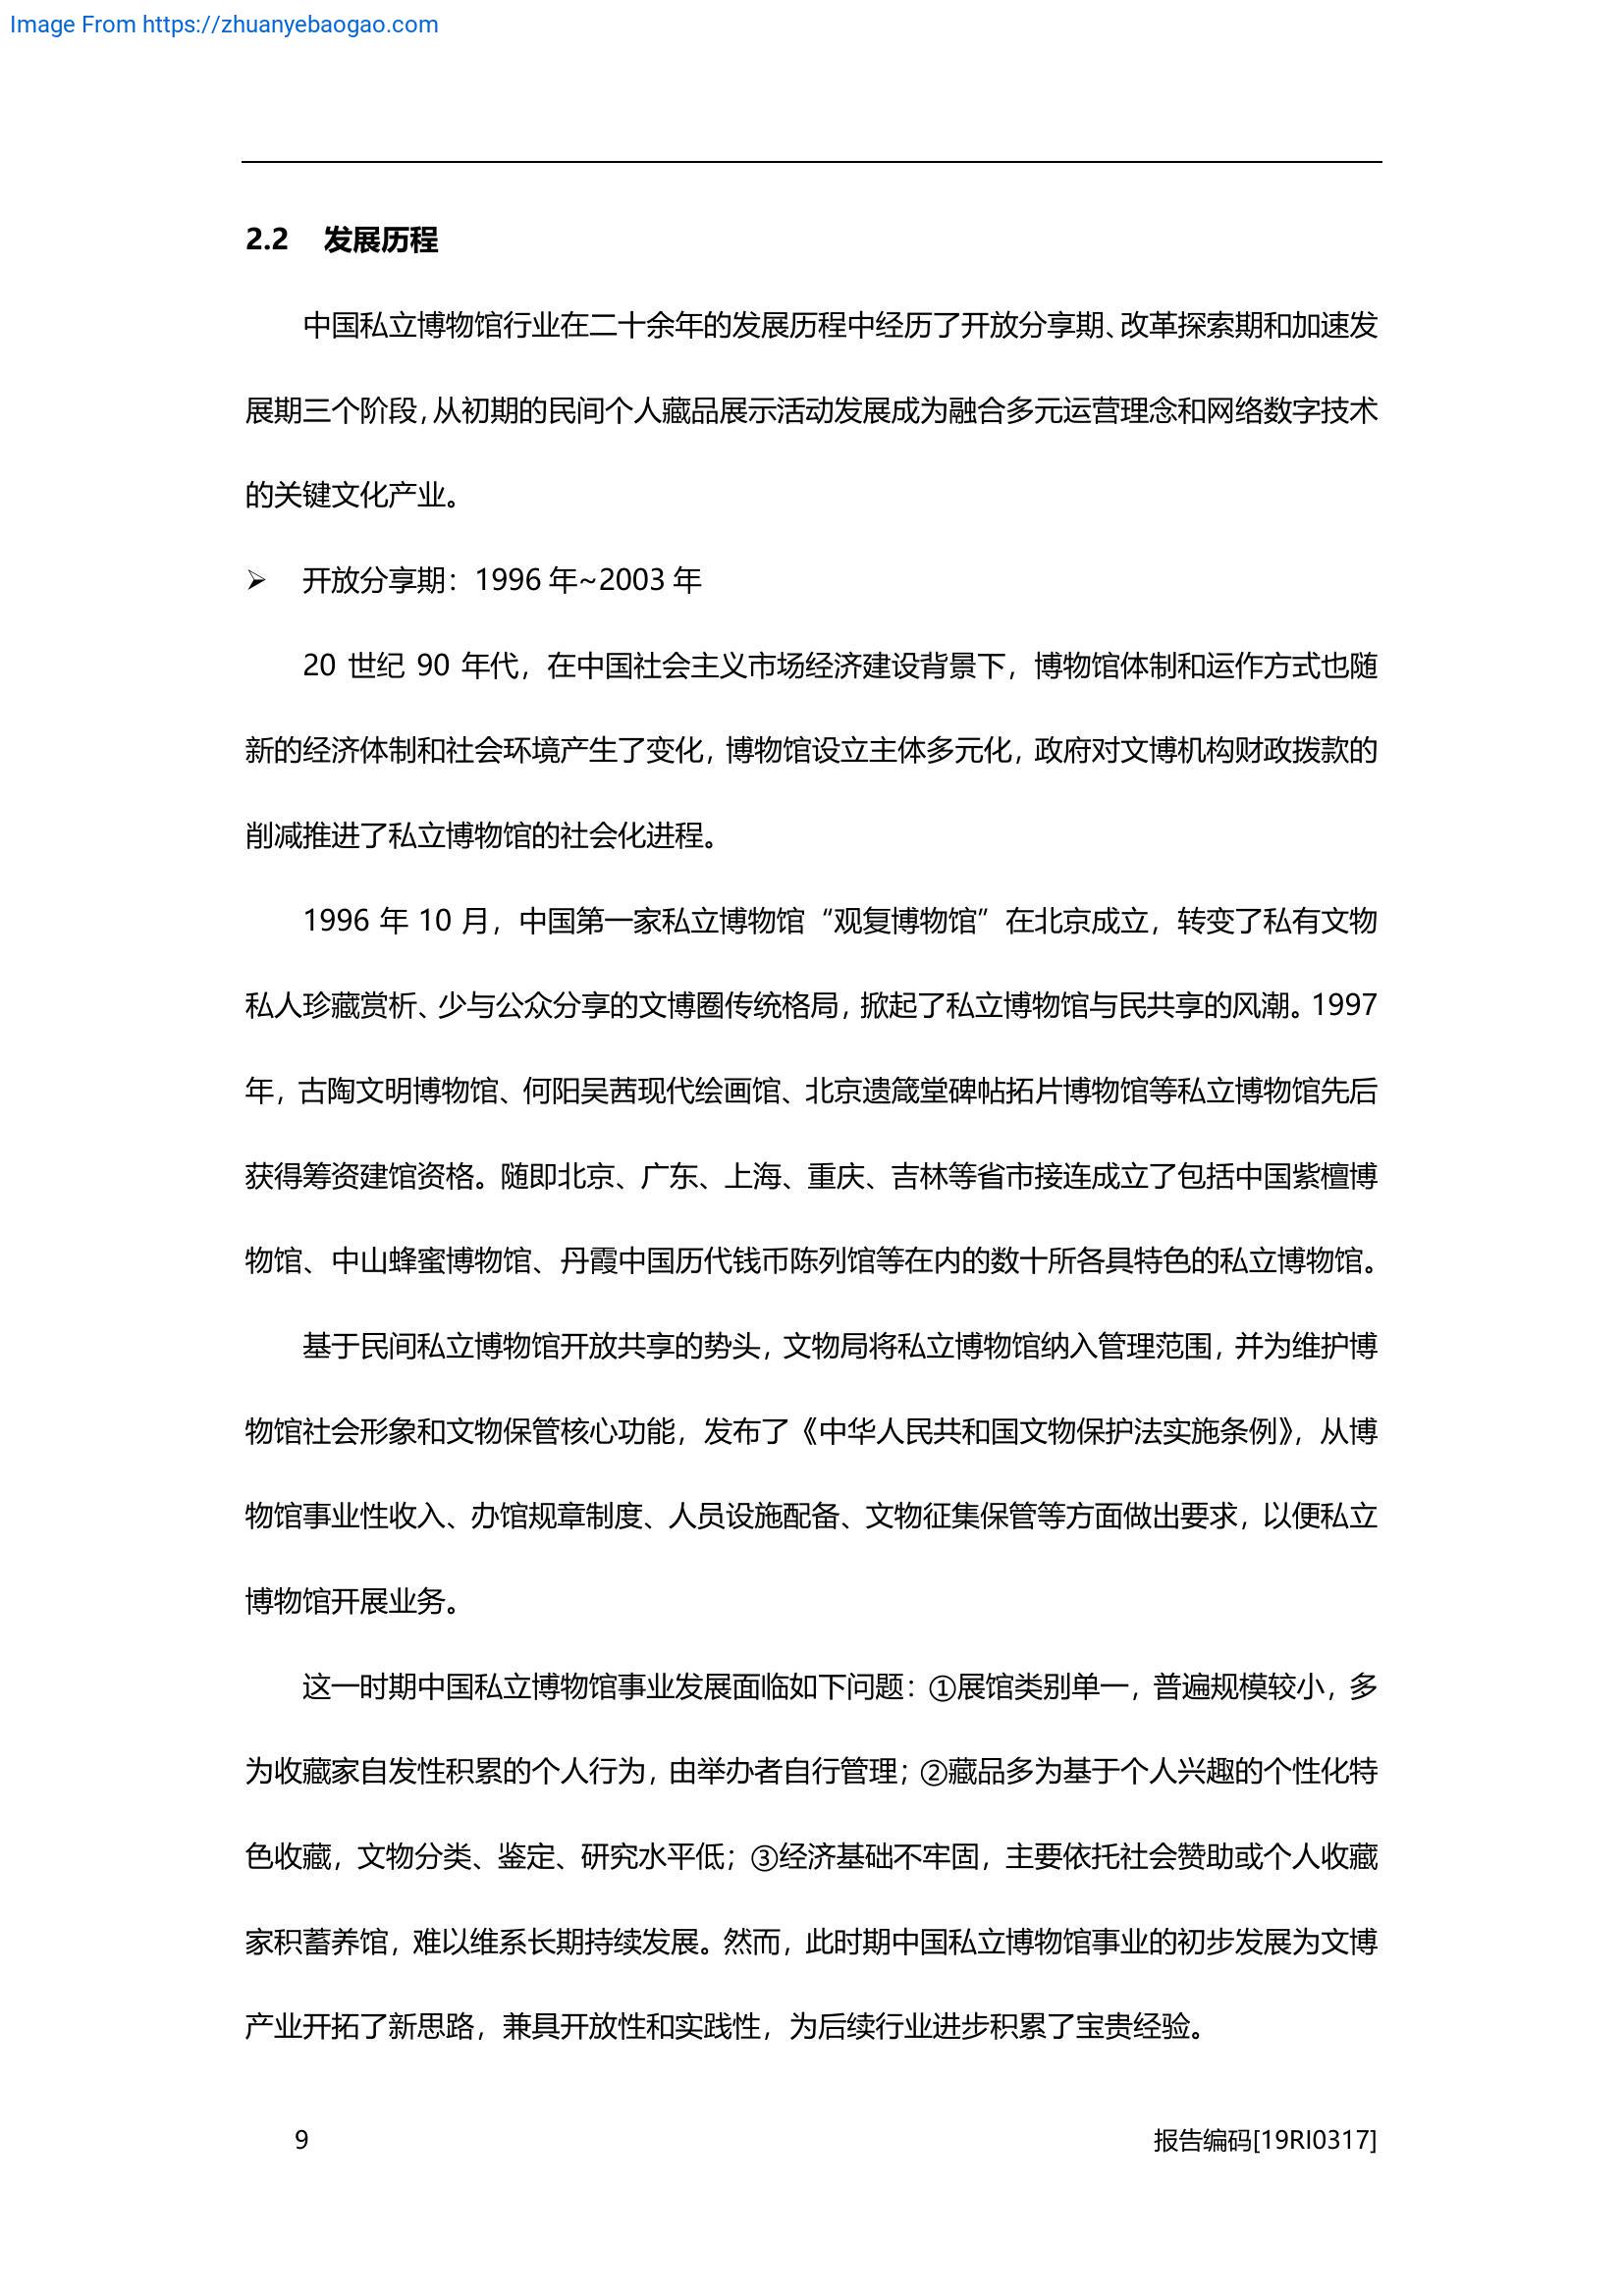 Image From https://zhuanyebaogao.com
2.2 发展历程
中国私立博物馆行业在二十余年的发展历程中经历了开放分享期、改革探索期和加速发
展期三个阶段，从初期的民间个人藏品展示活动发展成为融合多元运营理念和网络数字技术
的关键文化产业。
➢ 开放分享期：1996 年~2003 年
20 世纪 90 年代，在中国社会主义市场经济建设背景下，博物馆体制和运作方式也随
新的经济体制和社会环境产生了变化，博物馆设立主体多元化，政府对文博机构财政拨款的
削减推进了私立博物馆的社会化进程。
1996 年 10 月，中国第一家私立博物馆“观复博物馆”在北京成立，转变了私有文物
私人珍藏赏析、少与公众分享的文博圈传统格局，掀起了私立博物馆与民共享的风潮。1997
年，古陶文明博物馆、何阳吴茜现代绘画馆、北京遗箴堂碑帖拓片博物馆等私立博物馆先后
获得筹资建馆资格。随即北京、广东、上海、重庆、吉林等省市接连成立了包括中国紫檀博
物馆、中山蜂蜜博物馆、丹霞中国历代钱币陈列馆等在内的数十所各具特色的私立博物馆。
基于民间私立博物馆开放共享的势头，文物局将私立博物馆纳入管理范围，并为维护博
物馆社会形象和文物保管核心功能，发布了《中华人民共和国文物保护法实施条例》，从博
物馆事业性收入、办馆规章制度、人员设施配备、文物征集保管等方面做出要求，以便私立
博物馆开展业务。
这一时期中国私立博物馆事业发展面临如下问题：①展馆类别单一，普遍规模较小，多
为收藏家自发性积累的个人行为，由举办者自行管理；②藏品多为基于个人兴趣的个性化特
色收藏，文物分类、鉴定、研究水平低；③经济基础不牢固，主要依托社会赞助或个人收藏
家积蓄养馆，难以维系长期持续发展。然而，此时期中国私立博物馆事业的初步发展为文博
产业开拓了新思路，兼具开放性和实践性，为后续行业进步积累了宝贵经验。
9 报告编码[19RI0317]